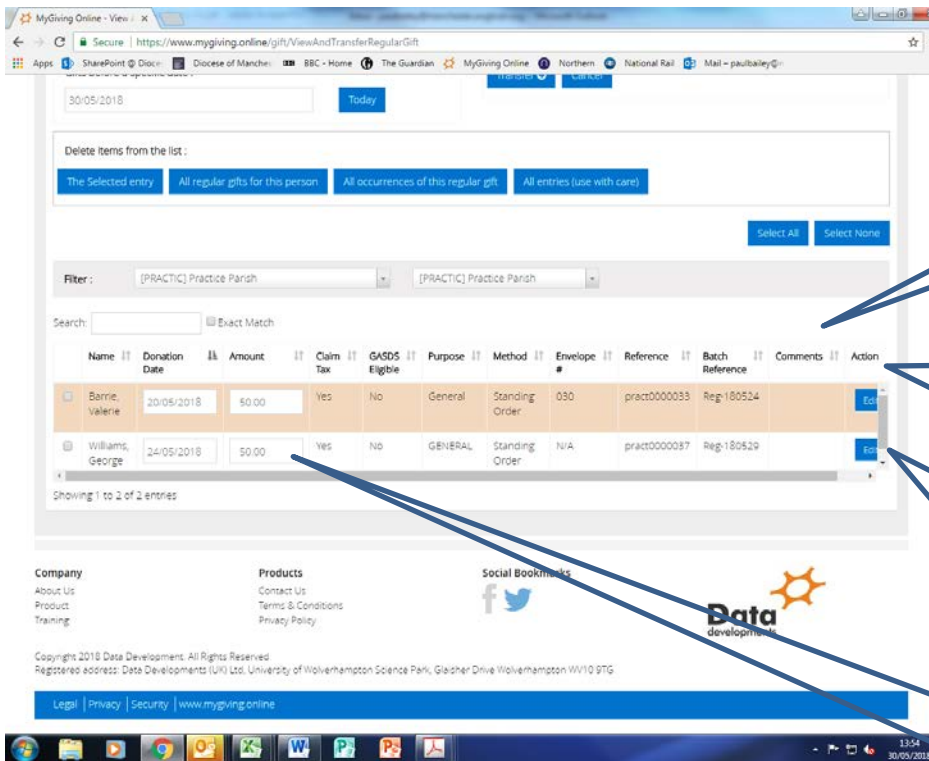 MyGiving Online - View
Secure | https://www.mygiving.online/gift/ViewAndTransferRegularGift
Apps SharePoint @ Dioce Diocese of Manches BBC - Home The Guardian MyGiving Online Northern National Rail Mail – paulbailey@
before a specific date :
Transfer Cancel
30/05/2018 Today
Delete items from the list :
The Selected entry All regular gifts for this person All occurrences of this regular gift All entries (use with care)
Select All Select None
Filter : [PRACTIC] Practice Parish [PRACTIC] Practice Parish
Search: Exact Match
Name Donation Date Amount Claim Tax GASDS Eligible Purpose Method Envelope # Reference Batch Reference Comments Action
Barrie, Valerie 20/05/2018 50.00 Yes No General Standing Order 030 pract0000033 Reg-180524 Edit
Williams, George 24/05/2018 50.00 Yes No GENERAL Standing Order N/A pract0000037 Reg-180529 Edit
Showing 1 to 2 of 2 entries
Company Products Social Bookmarks
About Us Contact Us
Product Terms & Conditions
Training Privacy Policy
Data
developments
Copyright 2018 Data Development. All Rights Reserved
Registered address: Data Developments (UK) Ltd, University of Wolverhampton Science Park, Glaisher Drive Wolverhampton WV10 9TG
Legal | Privacy | Security | www.mygiving.online
13:54
30/05/2018